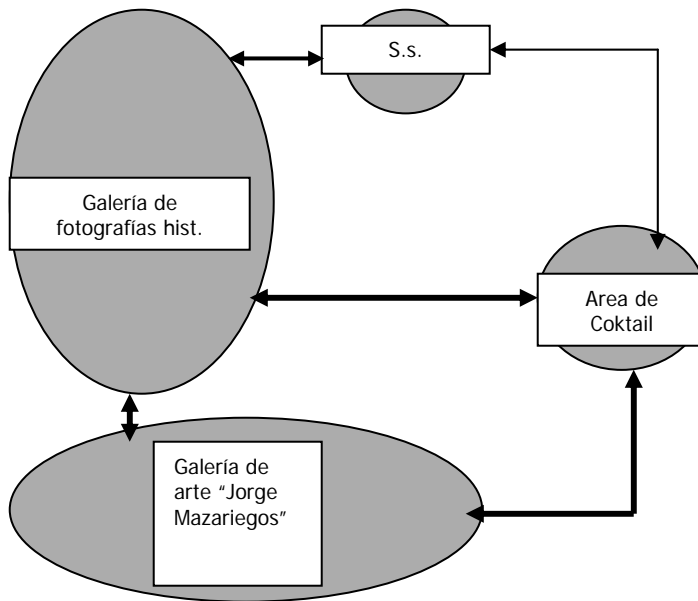 S.s.
Galería de
fotografías hist.
Area de
Coktail
Galería de
arte “Jorge
Mazariegos”